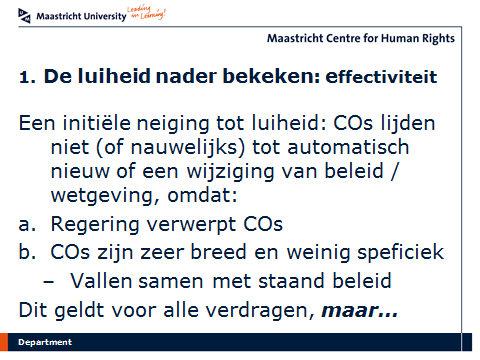 Maastricht University Leading in Learning!
Maastricht Centre for Human Rights
1. De luiheid nader bekeken: effectiviteit
Een initiële neiging tot luiheid: COs lijden
niet (of nauwelijks) tot automatisch
nieuw of een wijziging van beleid /
wetgeving, omdat:
a. Regering verwerpt COs
b. COs zijn zeer breed en weinig speficiek
– Vallen samen met staand beleid
Dit geldt voor alle verdragen, maar...
Department